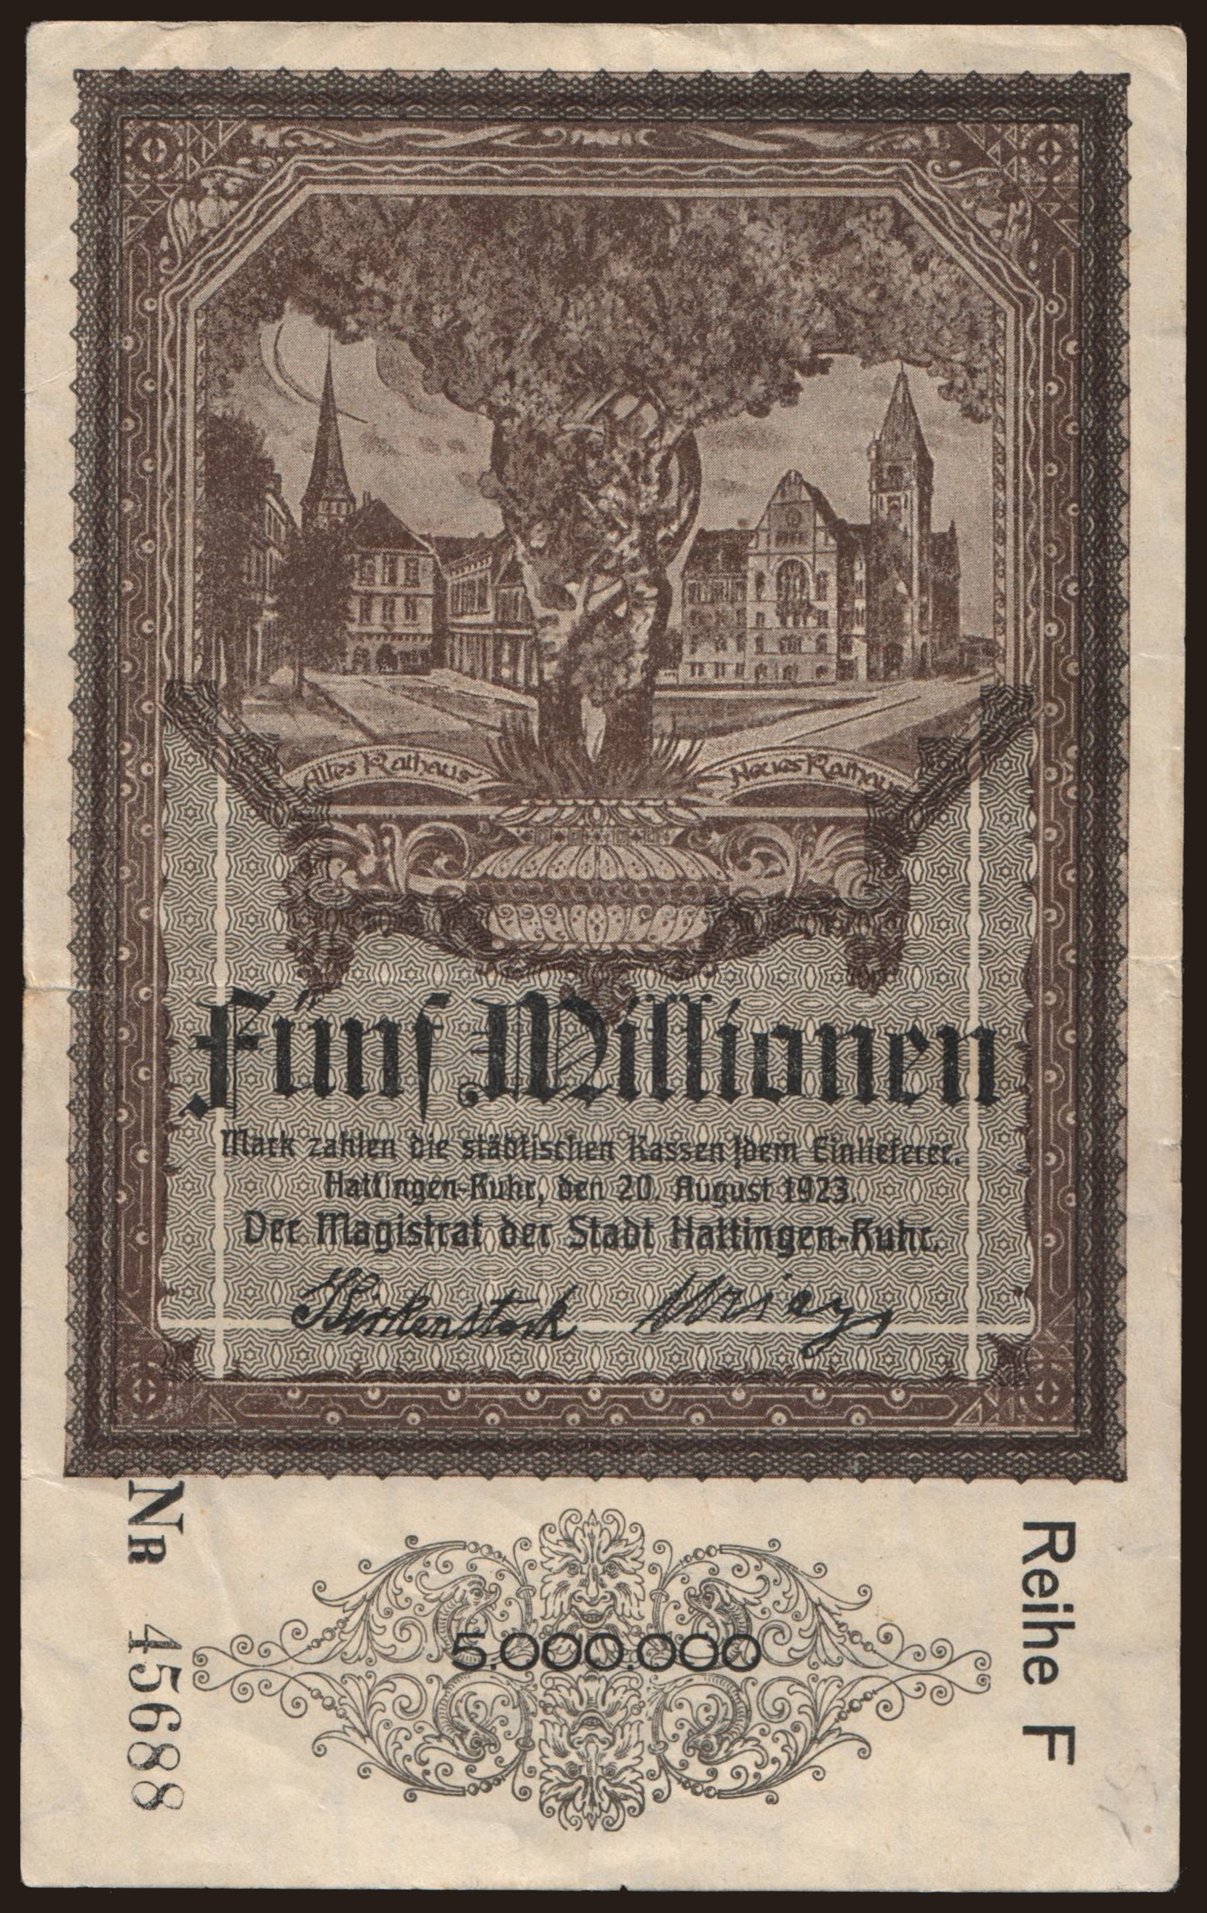 Altes Rathaus
Neues Rathaus
Fünf Millionen
Mark zahlen die städtischen Kassen dem Einlieferer.
Hattingen-Ruhr, den 20. August 1923.
Der Magistrat der Stadt Hattingen-Ruhr.
Birkenstock
NR 45688
5.000.000
Reihe F